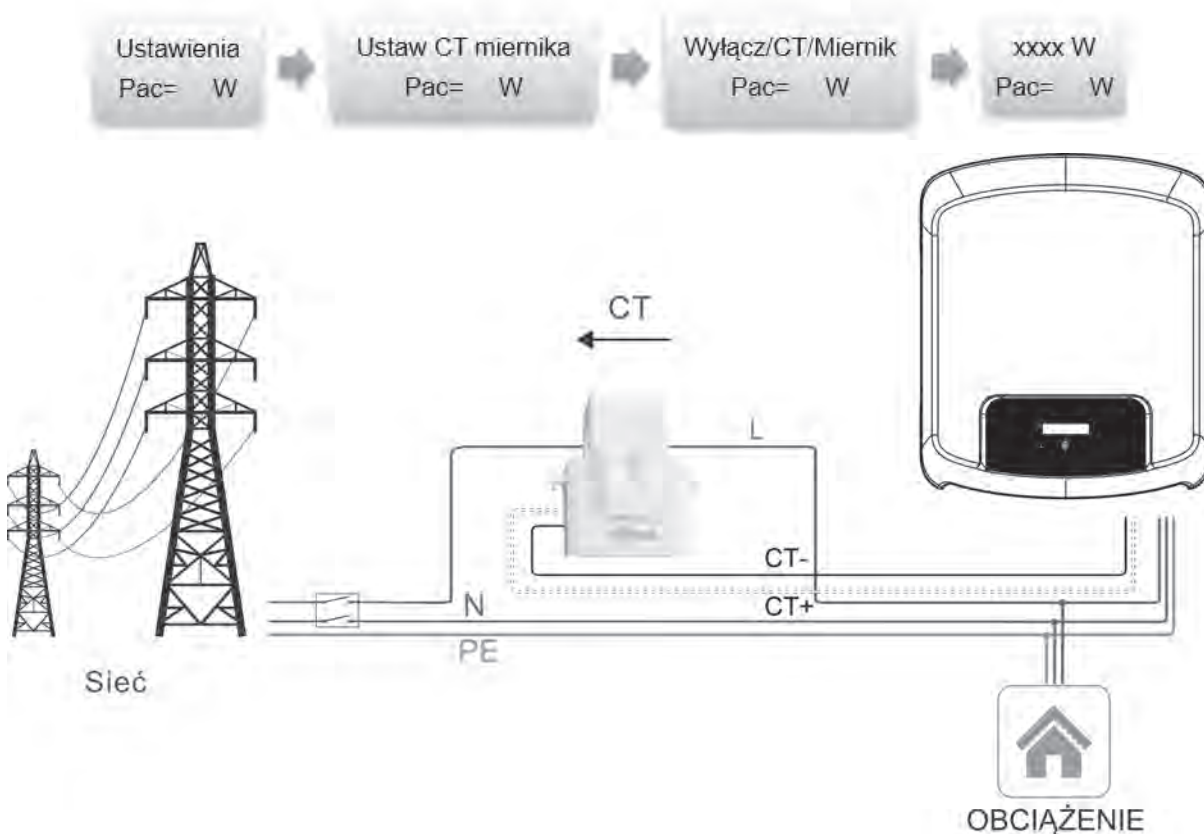 Ustawienia
Pac= W
Ustaw CT miernika
Pac= W
Wyłącz/CT/Miernik
Pac= W
xxxx W
Pac= W
CT
L
CT-
CT+
N
PE
Sieć
OBCIĄŻENIE